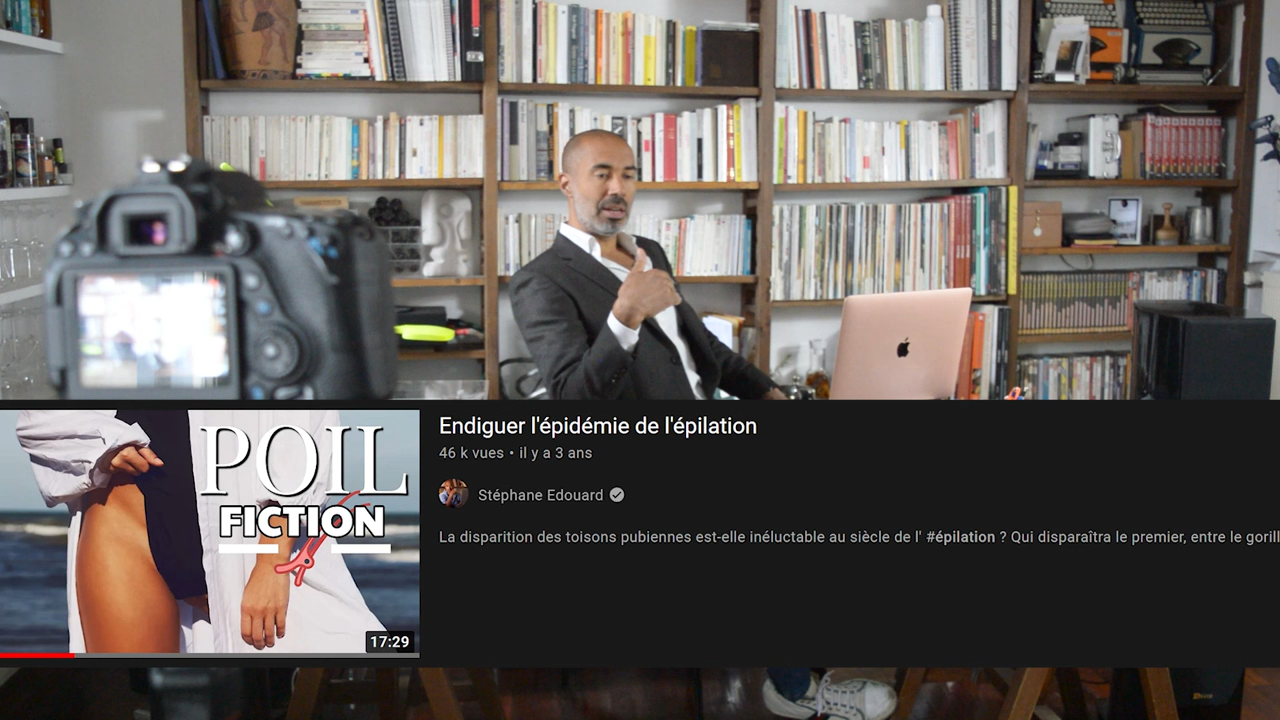 POIL
FICTION
17:29
Endiguer l'épidémie de l'épilation
46 k vues • il y a 3 ans
Stéphane Edouard
La disparition des toisons pubiennes est-elle inéluctable au siècle de l' #épilation ? Qui disparaîtra le premier, entre le gorill